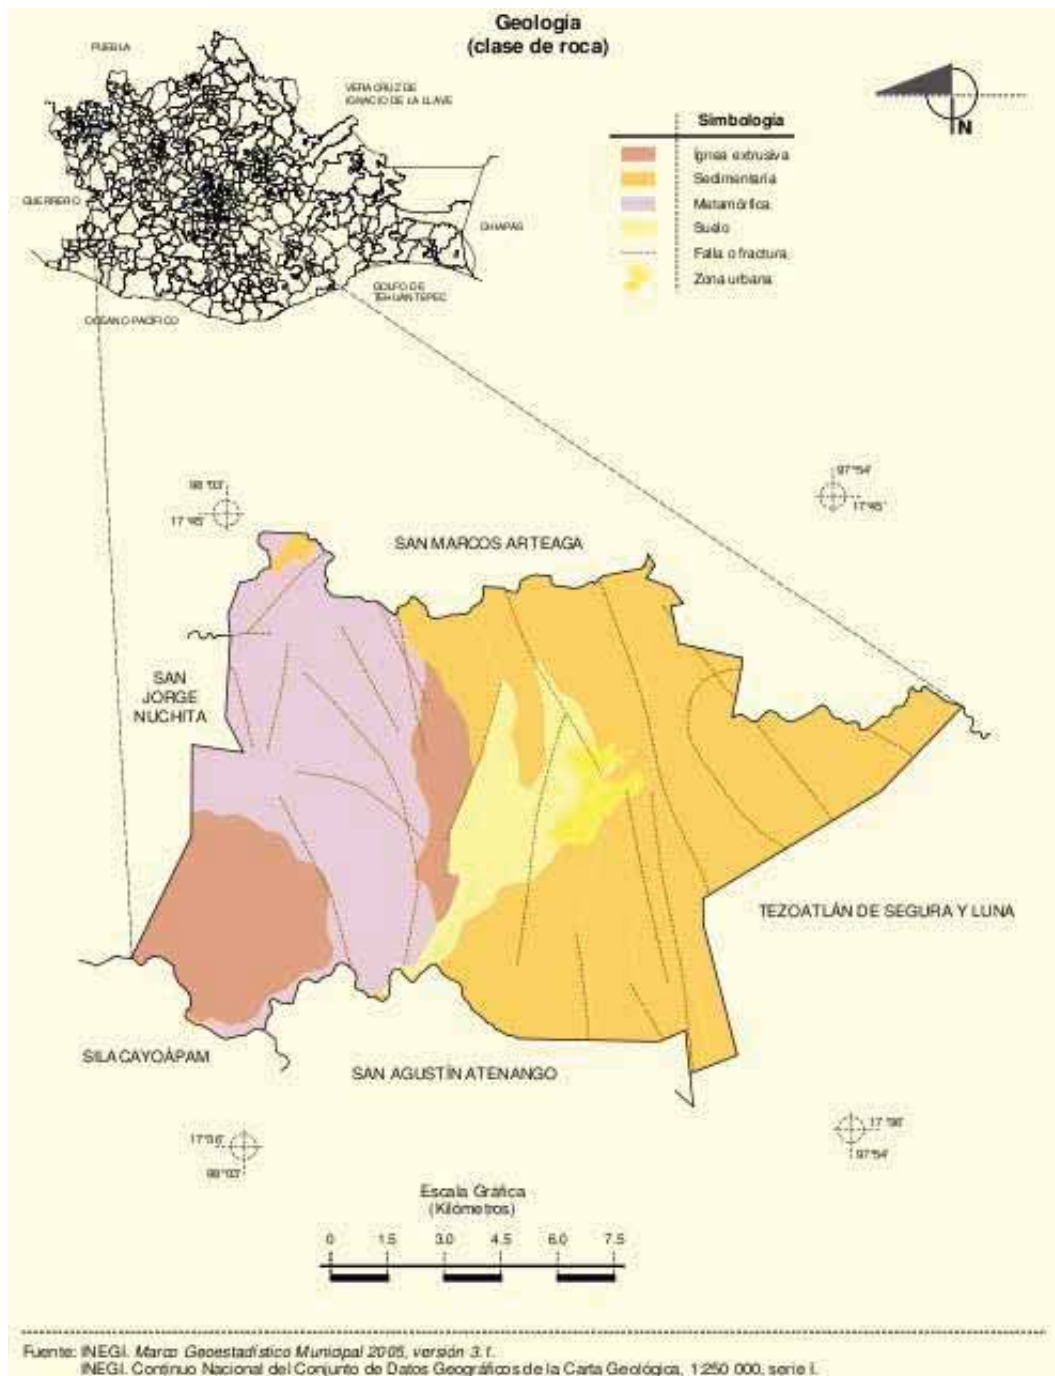 Geología
(clase de roca)
PUEBLA
VERACRUZ DE
IGNACIO DE LA LLAVE
GUERRERO
CHIAPAS
GOLFO DE
TEHUANTEPEC
OCEANO PACÍFICO
N
Simbología
Ígnea extrusiva
Sedimentaria
Metamórfica
Suelo
Falla o fractura
Zona urbana
98°03'
17°45'
97°54'
17°45'
SAN MARCOS ARTEAGA
SAN
JORGE
NUCHITA
TEZOATLÁN DE SEGURA Y LUNA
SILACAYOÁPAM
SAN AGUSTÍN ATENANGO
17°36'
98°03'
17°36'
97°54'
Escala Gráfica
(Kilómetros)
0 1.5 3.0 4.5 6.0 7.5
Fuente: INEGI. Marco Geoestadístico Municipal 2005, versión 3.1.
INEGI. Continuo Nacional del Conjunto de Datos Geográficos de la Carta Geológica, 1:250 000, serie I.